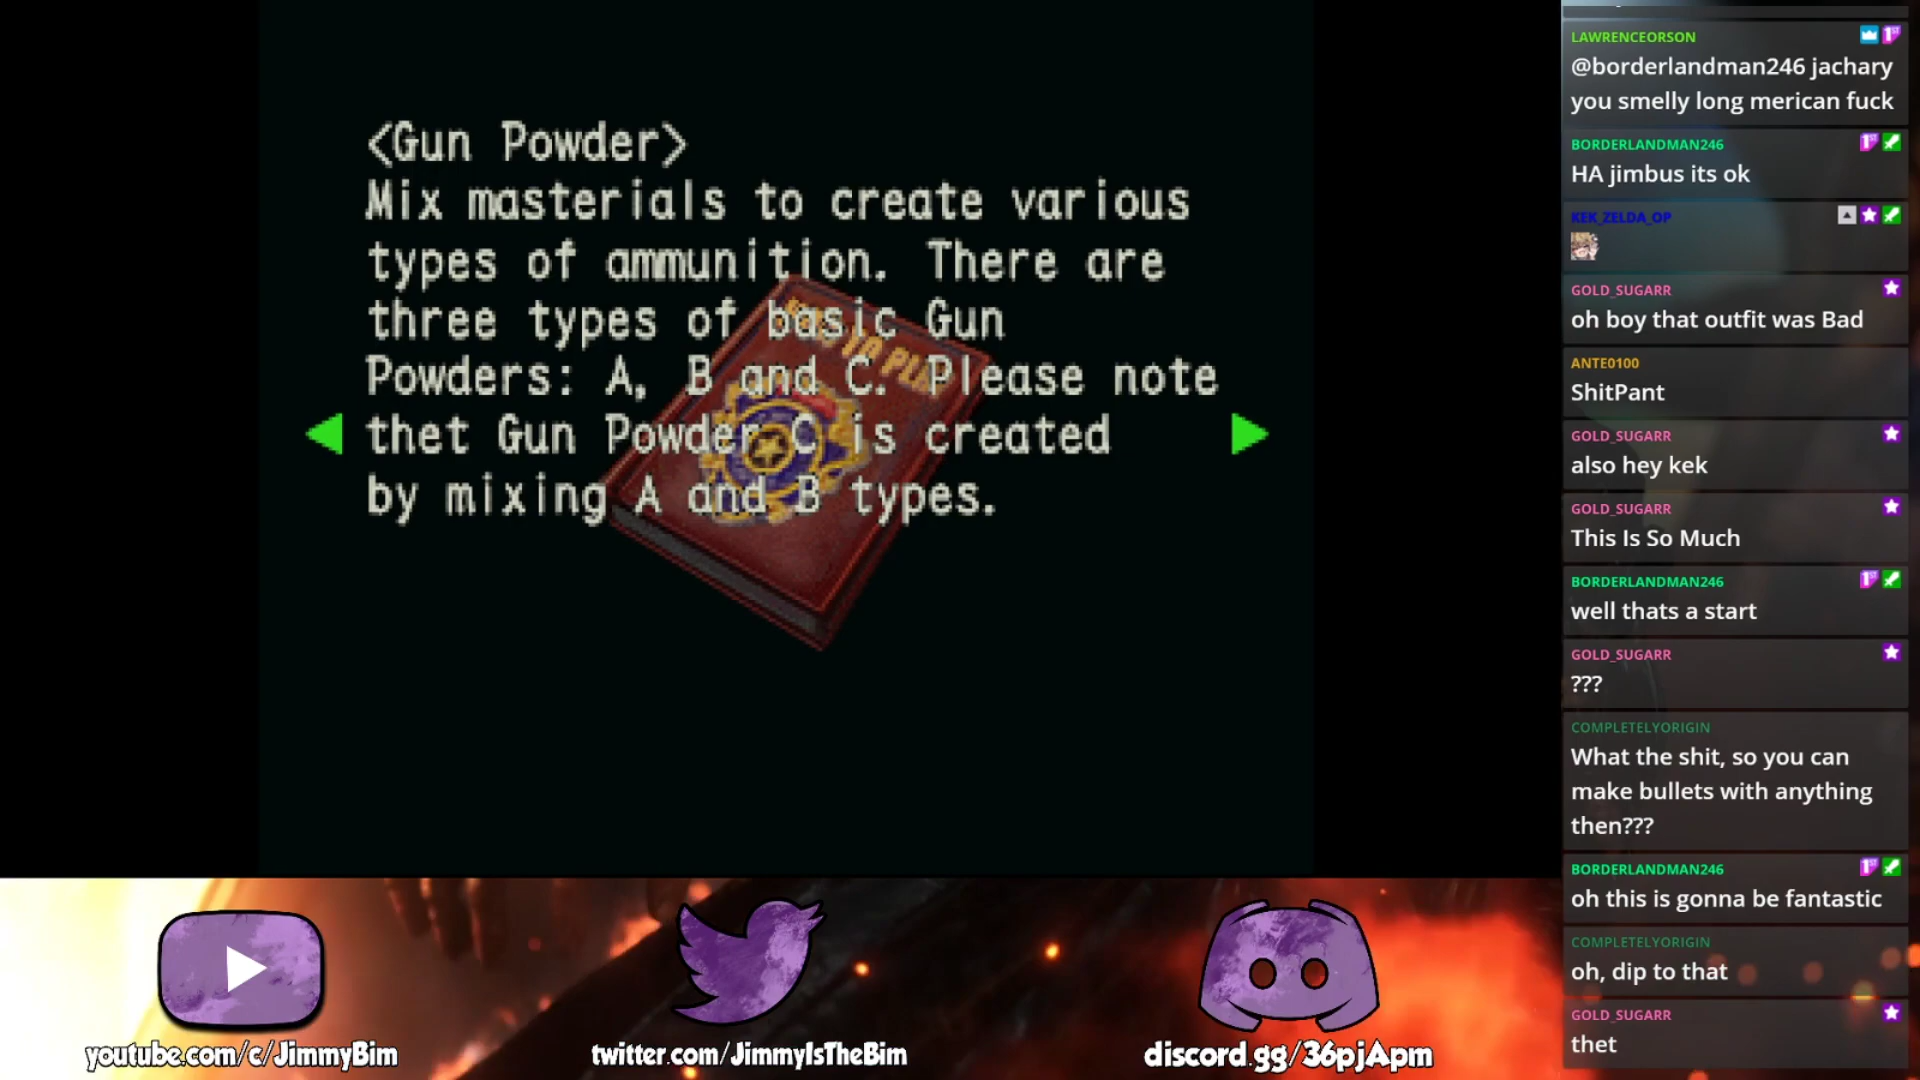 <Gun Powder>
Mix masterials to create various
types of ammunition. There are
three types of basic Gun
Powders: A, B and C. Please note
thet Gun Powder C is created
by mixing A and B types.
LAWRENCEORSON
@borderlandman246 jachary
you smelly long merican fuck
BORDERLANDMAN246
HA jimbus its ok
KEK_ZELDA_OP
GOLD_SUGARR
oh boy that outfit was Bad
ANTE0100
ShitPant
GOLD_SUGARR
also hey kek
GOLD_SUGARR
This Is So Much
BORDERLANDMAN246
well thats a start
GOLD_SUGARR
???
COMPLETELYORIGIN
What the shit, so you can
make bullets with anything
then???
BORDERLANDMAN246
oh this is gonna be fantastic
COMPLETELYORIGIN
oh, dip to that
GOLD_SUGARR
thet
youtube.com/c/JimmyBim
twitter.com/JimmyIsTheBim
discord.gg/36pjApm